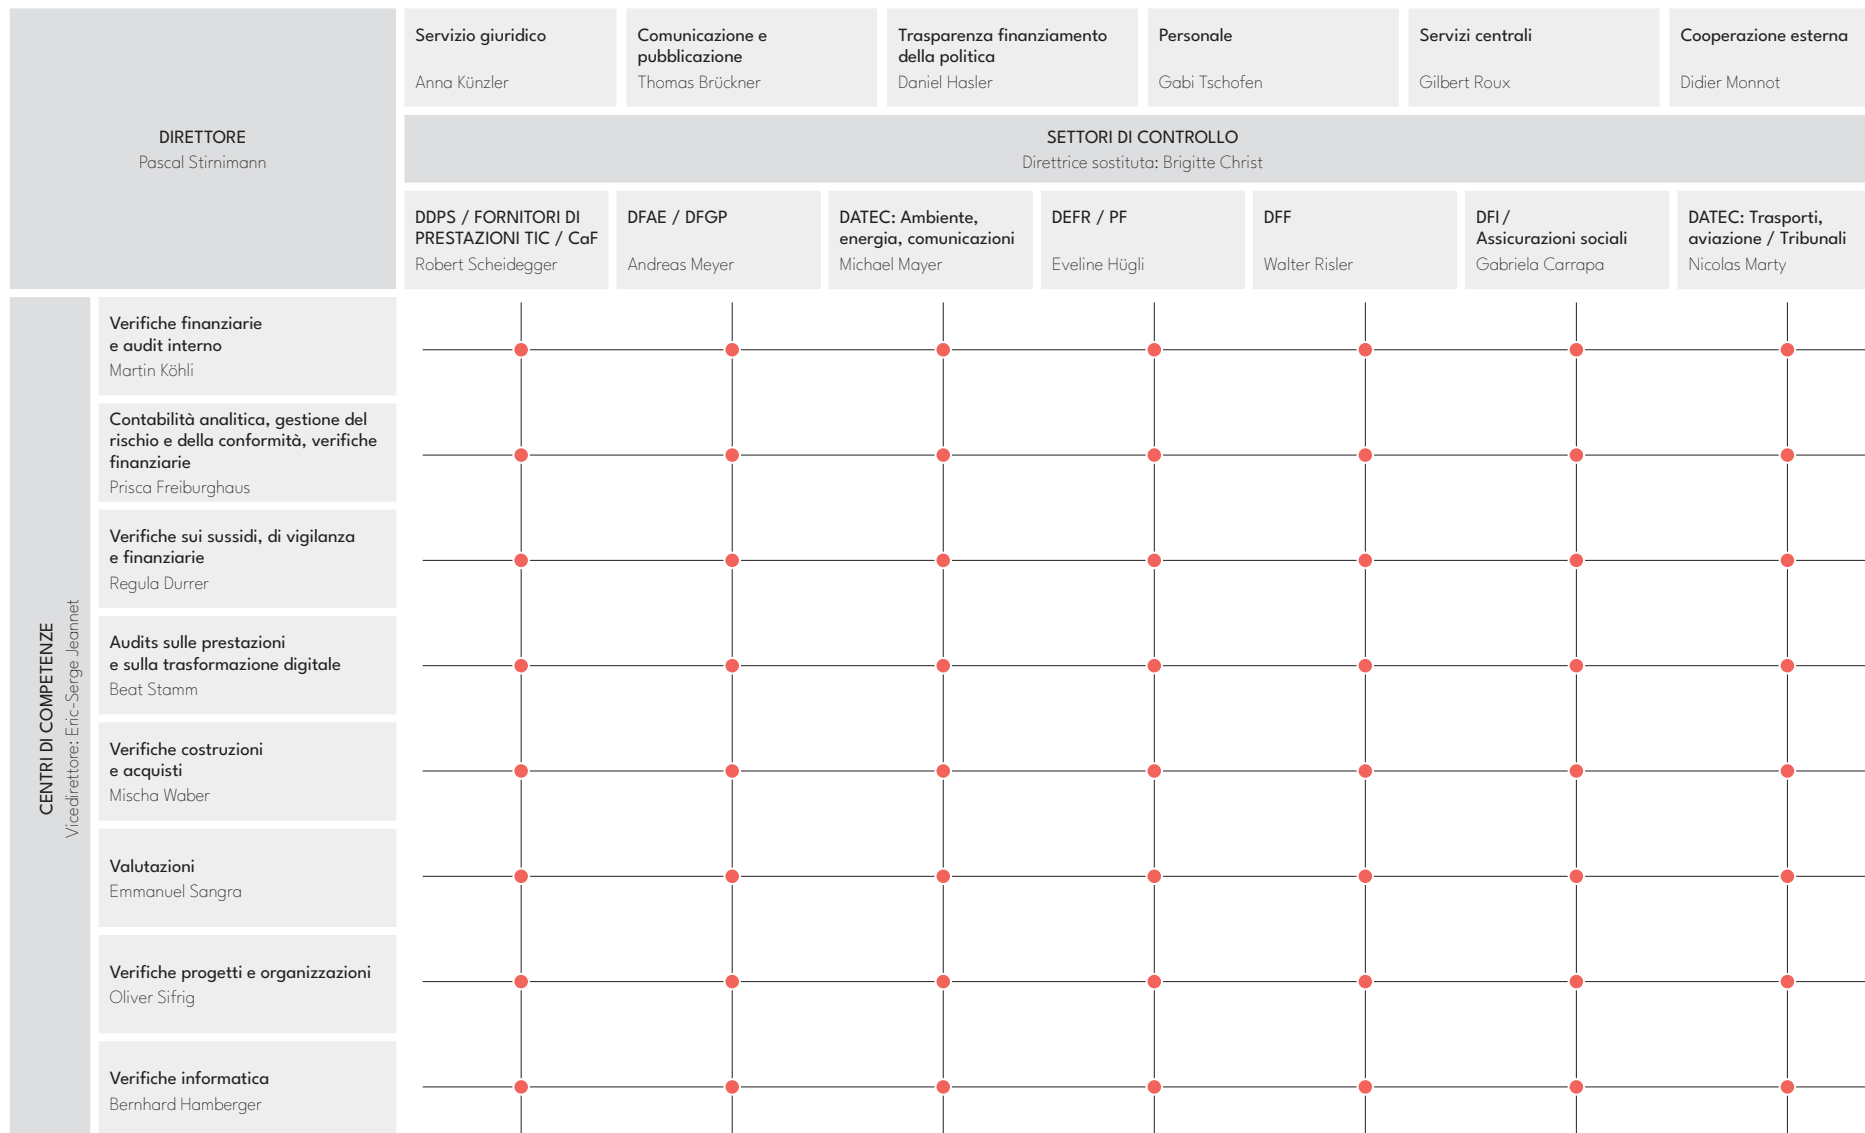 Servizio giuridico
Anna Künzler
Comunicazione e
pubblicazione
Thomas Brückner
Trasparenza finanziamento
della politica
Daniel Hasler
Personale
Gabi Tschofen
Servizi centrali
Gilbert Roux
Cooperazione esterna
Didier Monnot
DIRETTORE
Pascal Stirnimann
SETTORI DI CONTROLLO
Direttrice sostituta: Brigitte Christ
DDPS / FORNITORI DI
PRESTAZIONI TIC / CaF
Robert Scheidegger
DFAE / DFGP
Andreas Meyer
DATEC: Ambiente,
energia, comunicazioni
Michael Mayer
DEFR / PF
Eveline Hügli
DFF
Walter Risler
DFI /
Assicurazioni sociali
Gabriela Carrapa
DATEC: Trasporti,
aviazione / Tribunali
Nicolas Marty
CENTRI DI COMPETENZE
Vicedirettore: Eric-Serge Jeannet
Verifiche finanziarie
e audit interno
Martin Köhli
Contabilità analitica, gestione del
rischio e della conformità, verifiche
finanziarie
Prisca Freiburghaus
Verifiche sui sussidi, di vigilanza
e finanziarie
Regula Durrer
Audits sulle prestazioni
e sulla trasformazione digitale
Beat Stamm
Verifiche costruzioni
e acquisti
Mischa Waber
Valutazioni
Emmanuel Sangra
Verifiche progetti e organizzazioni
Oliver Sifrig
Verifiche informatica
Bernhard Hamberger